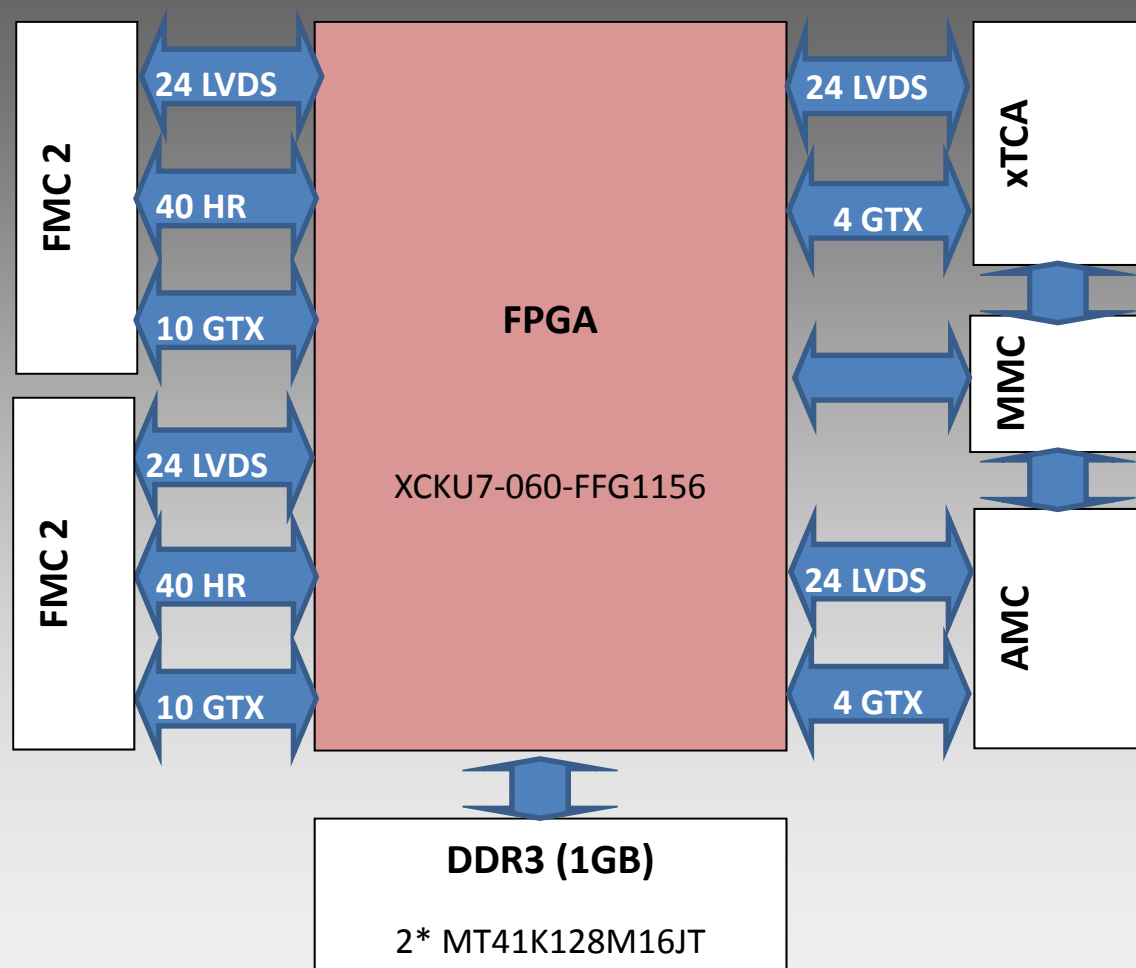 FMC 2
24 LVDS
40 HR
10 GTX
FMC 2
24 LVDS
40 HR
10 GTX
FPGA
XCKU7-060-FFG1156
24 LVDS
4 GTX
xTCA
MMC
24 LVDS
4 GTX
AMC
DDR3 (1GB)
2* MT41K128M16JT